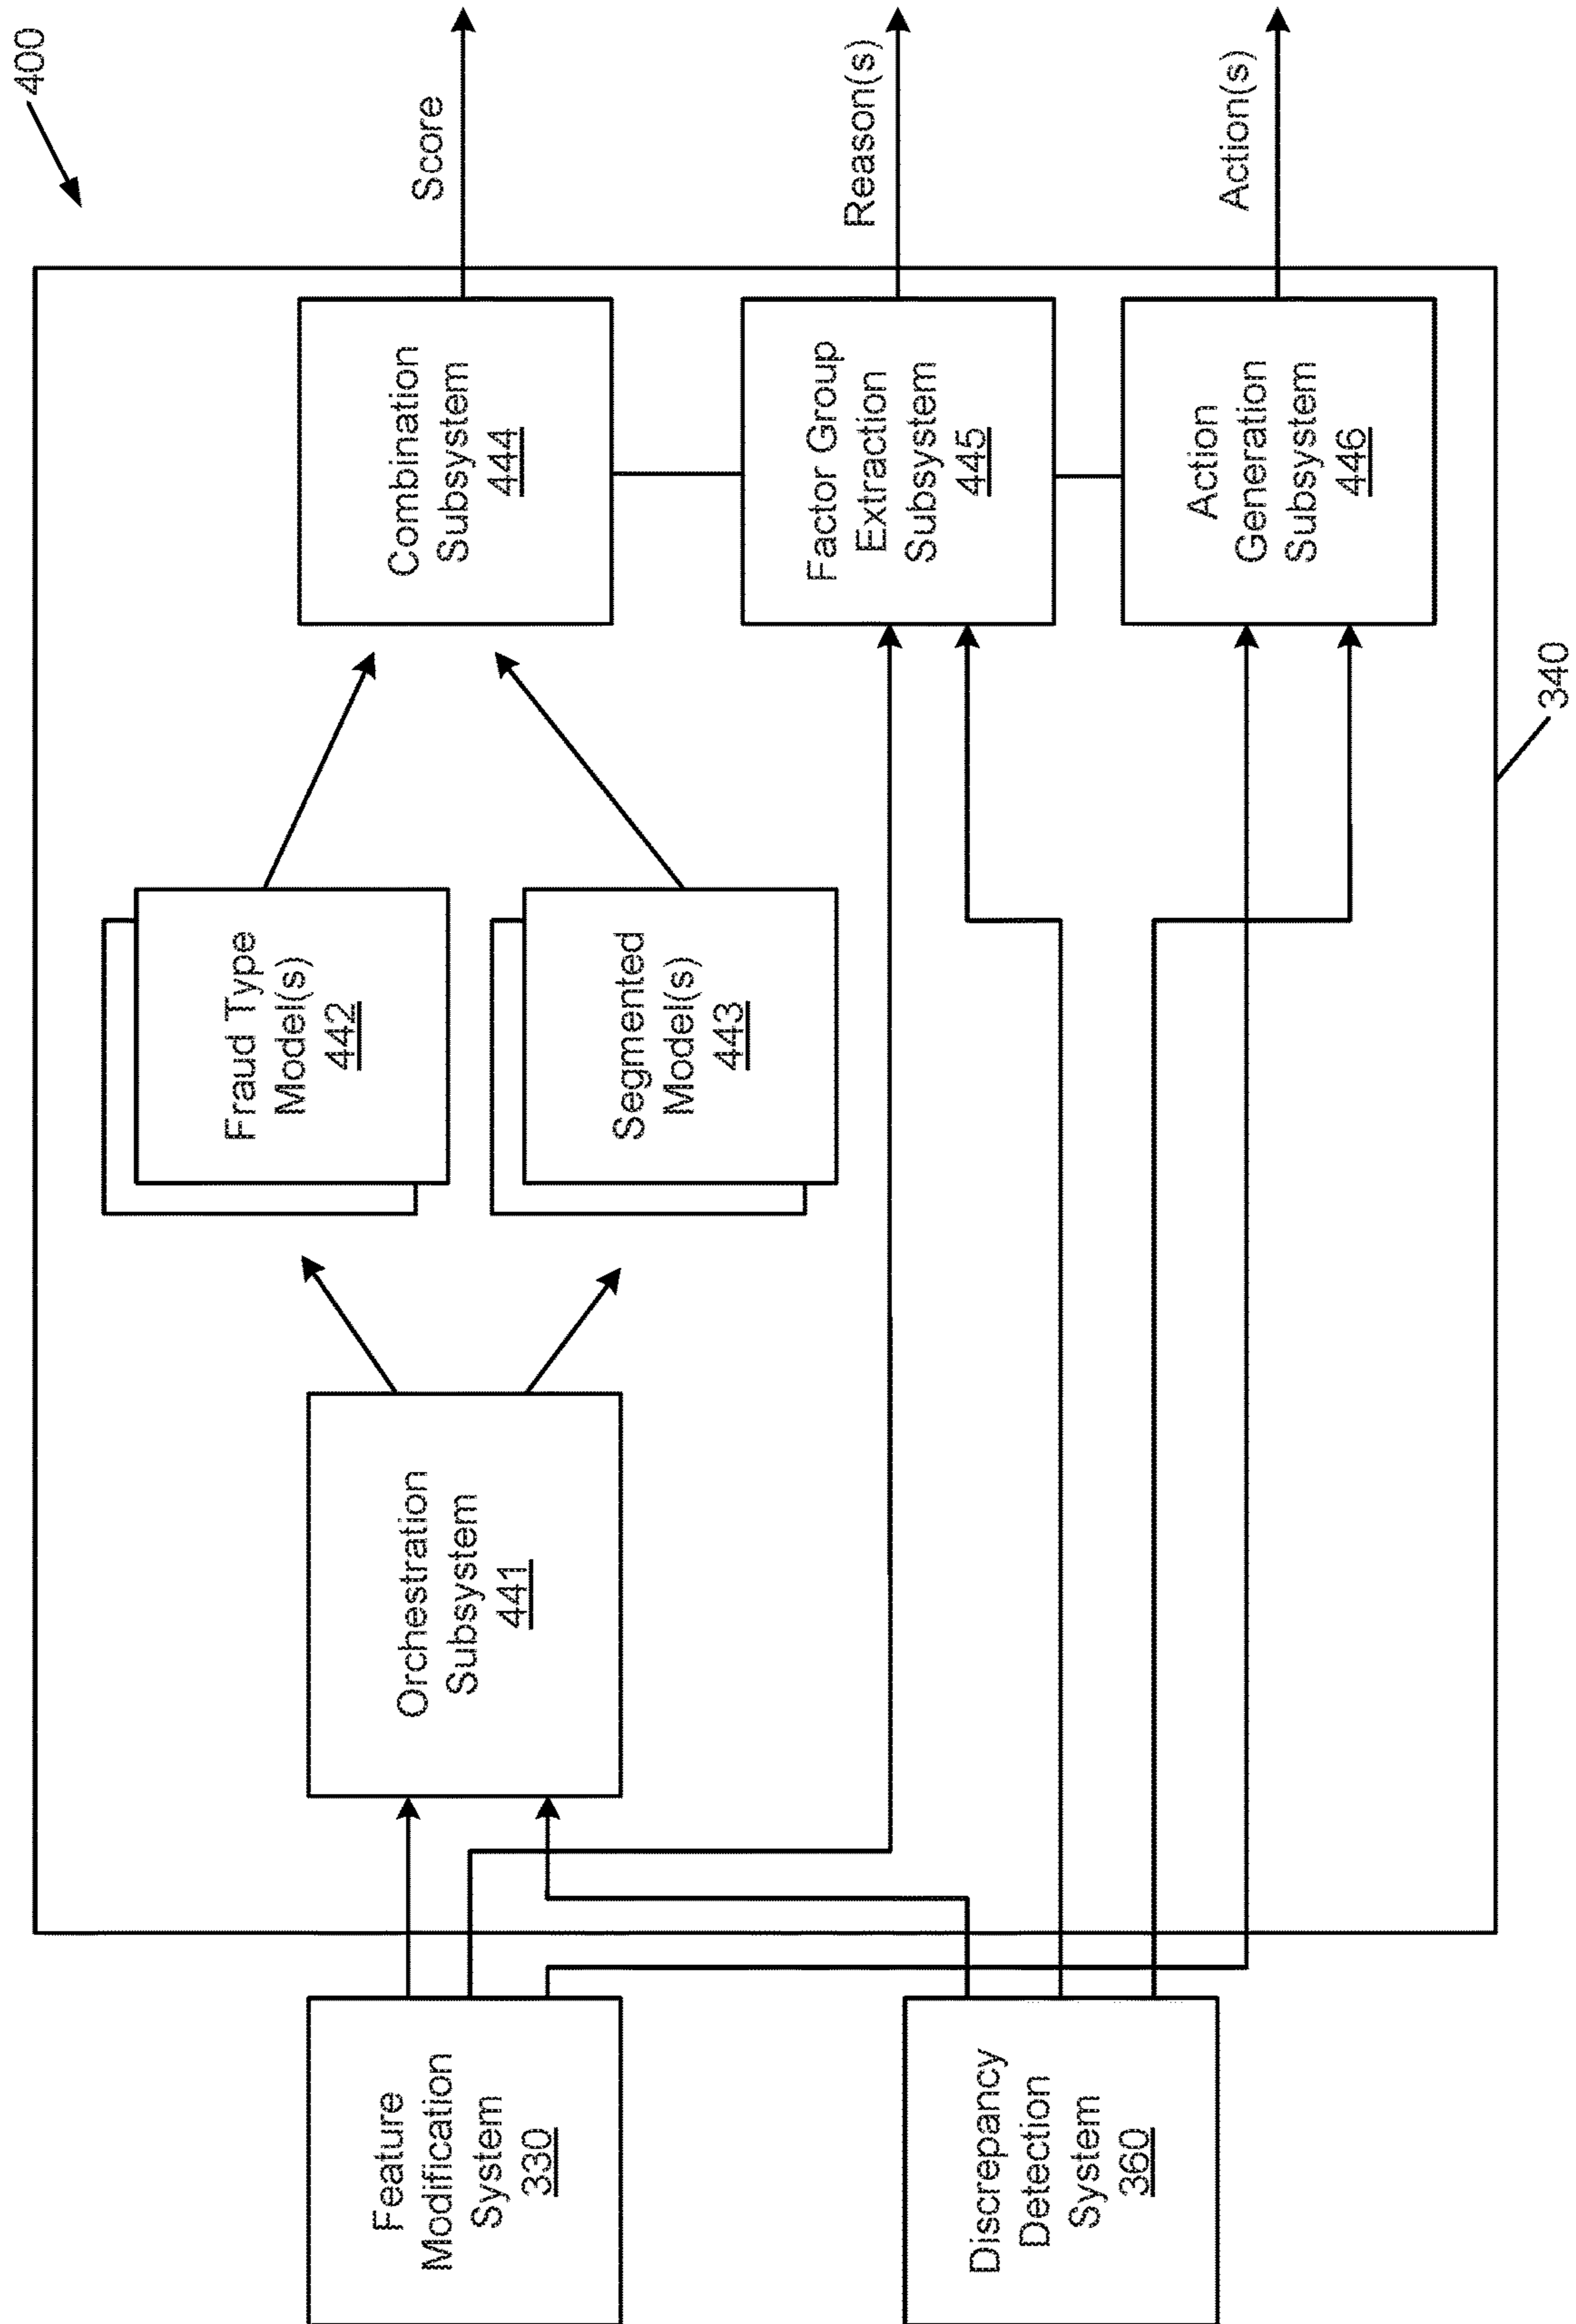 400
Feature
Modification
System
330
Discrepancy
Detection
System
360
Orchestration
Subsystem
441
Fraud Type
Model(s)
442
Segmented
Model(s)
443
Combination
Subsystem
444
Factor Group
Extraction
Subsystem
445
Action
Generation
Subsystem
446
Score
Reason(s)
Action(s)
340